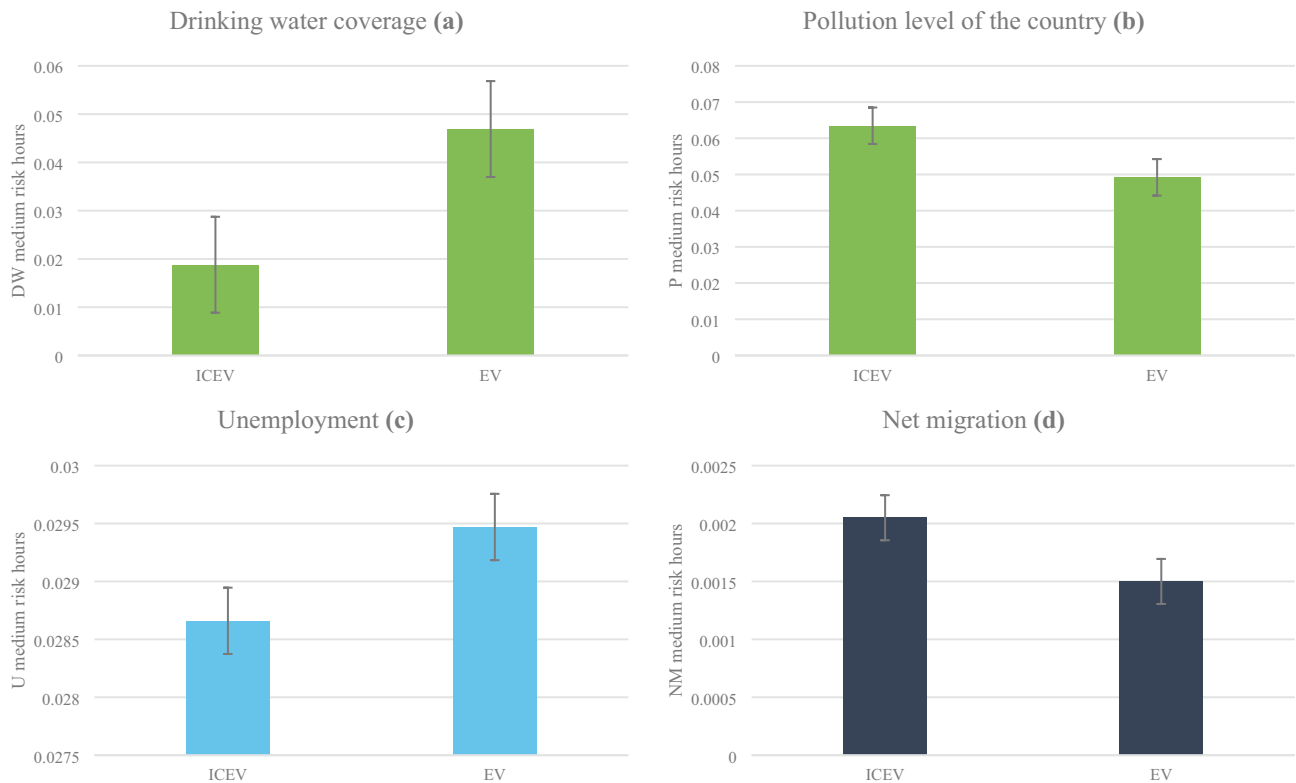 Drinking water coverage (a)
DW medium risk hours
0.06
0.05
0.04
0.03
0.02
0.01
0
ICEV
EV
Pollution level of the country (b)
P medium risk hours
0.08
0.07
0.06
0.05
0.04
0.03
0.02
0.01
0
ICEV
EV
Unemployment (c)
U medium risk hours
0.03
0.0295
0.029
0.0285
0.028
0.0275
ICEV
EV
Net migration (d)
NM medium risk hours
0.0025
0.002
0.0015
0.001
0.0005
0
ICEV
EV